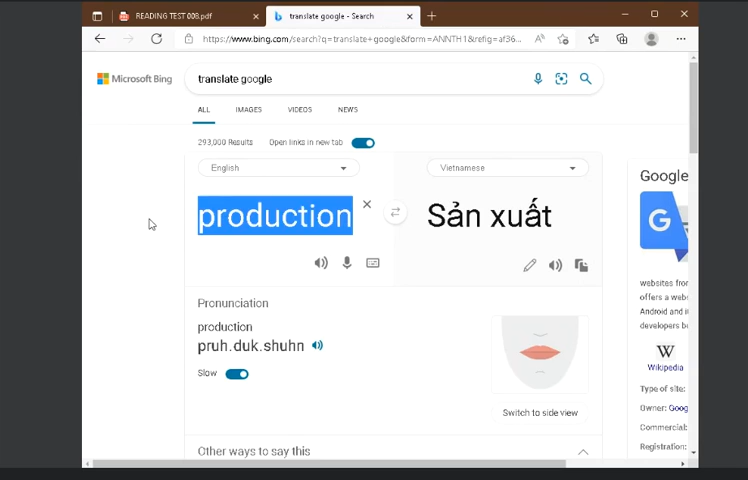 READING TEST 008.pdf
translate google - Search
https://www.bing.com/search?q=translate+google&form=ANNTH1&refig=af36...
Microsoft Bing
translate google
ALL
IMAGES
VIDEOS
NEWS
293,000 Results
Open links in new tab
English
Vietnamese
production
Sản xuất
Pronunciation
production
pruh.duk.shuhn
Slow
Switch to side view
Other ways to say this
Google
G
websites fron
offers a webs
Android and i
developers bu
W
Wikipedia
Type of site:
Owner: Goog
Commercial:
Registration: